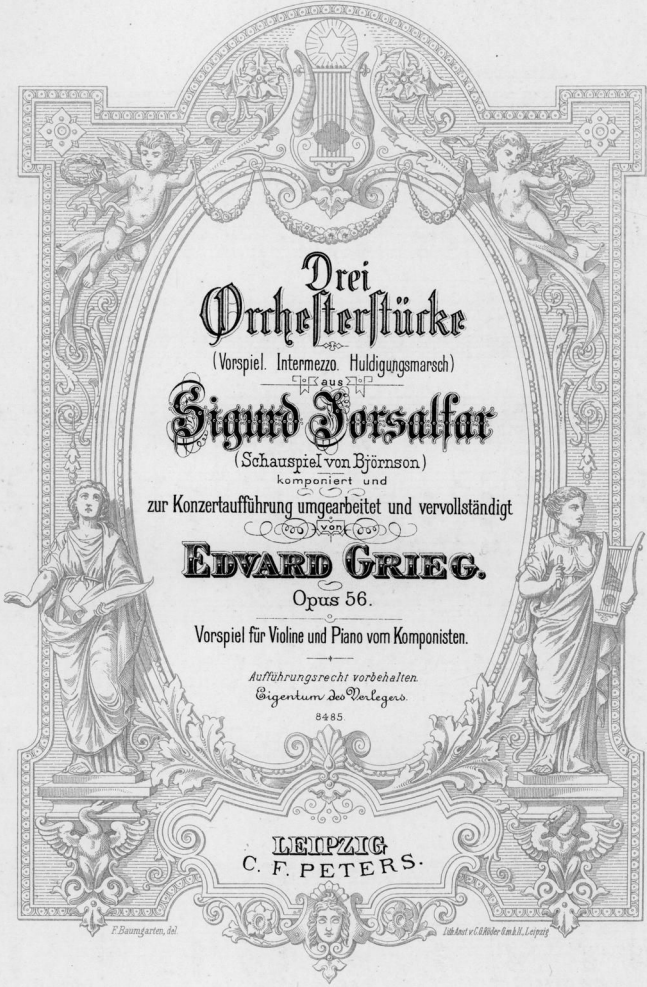 Drei
Orchesterstücke
(Vorspiel. Intermezzo. Huldigungsmarsch)
aus
Sigurd Jorsalfar
(Schauspiel von Björnson)
komponiert und
zur Konzertaufführung umgearbeitet und vervollständigt
von
EDVARD GRIEG.
Opus 56.
Vorspiel für Violine und Piano vom Komponisten.
Aufführungsrecht vorbehalten.
Eigentum des Verlegers.
8485.
LEIPZIG
C. F. PETERS.
F. Baumgarten, del.
Lith. Anst. v. C. G. Röder G.m.b.H., Leipzig